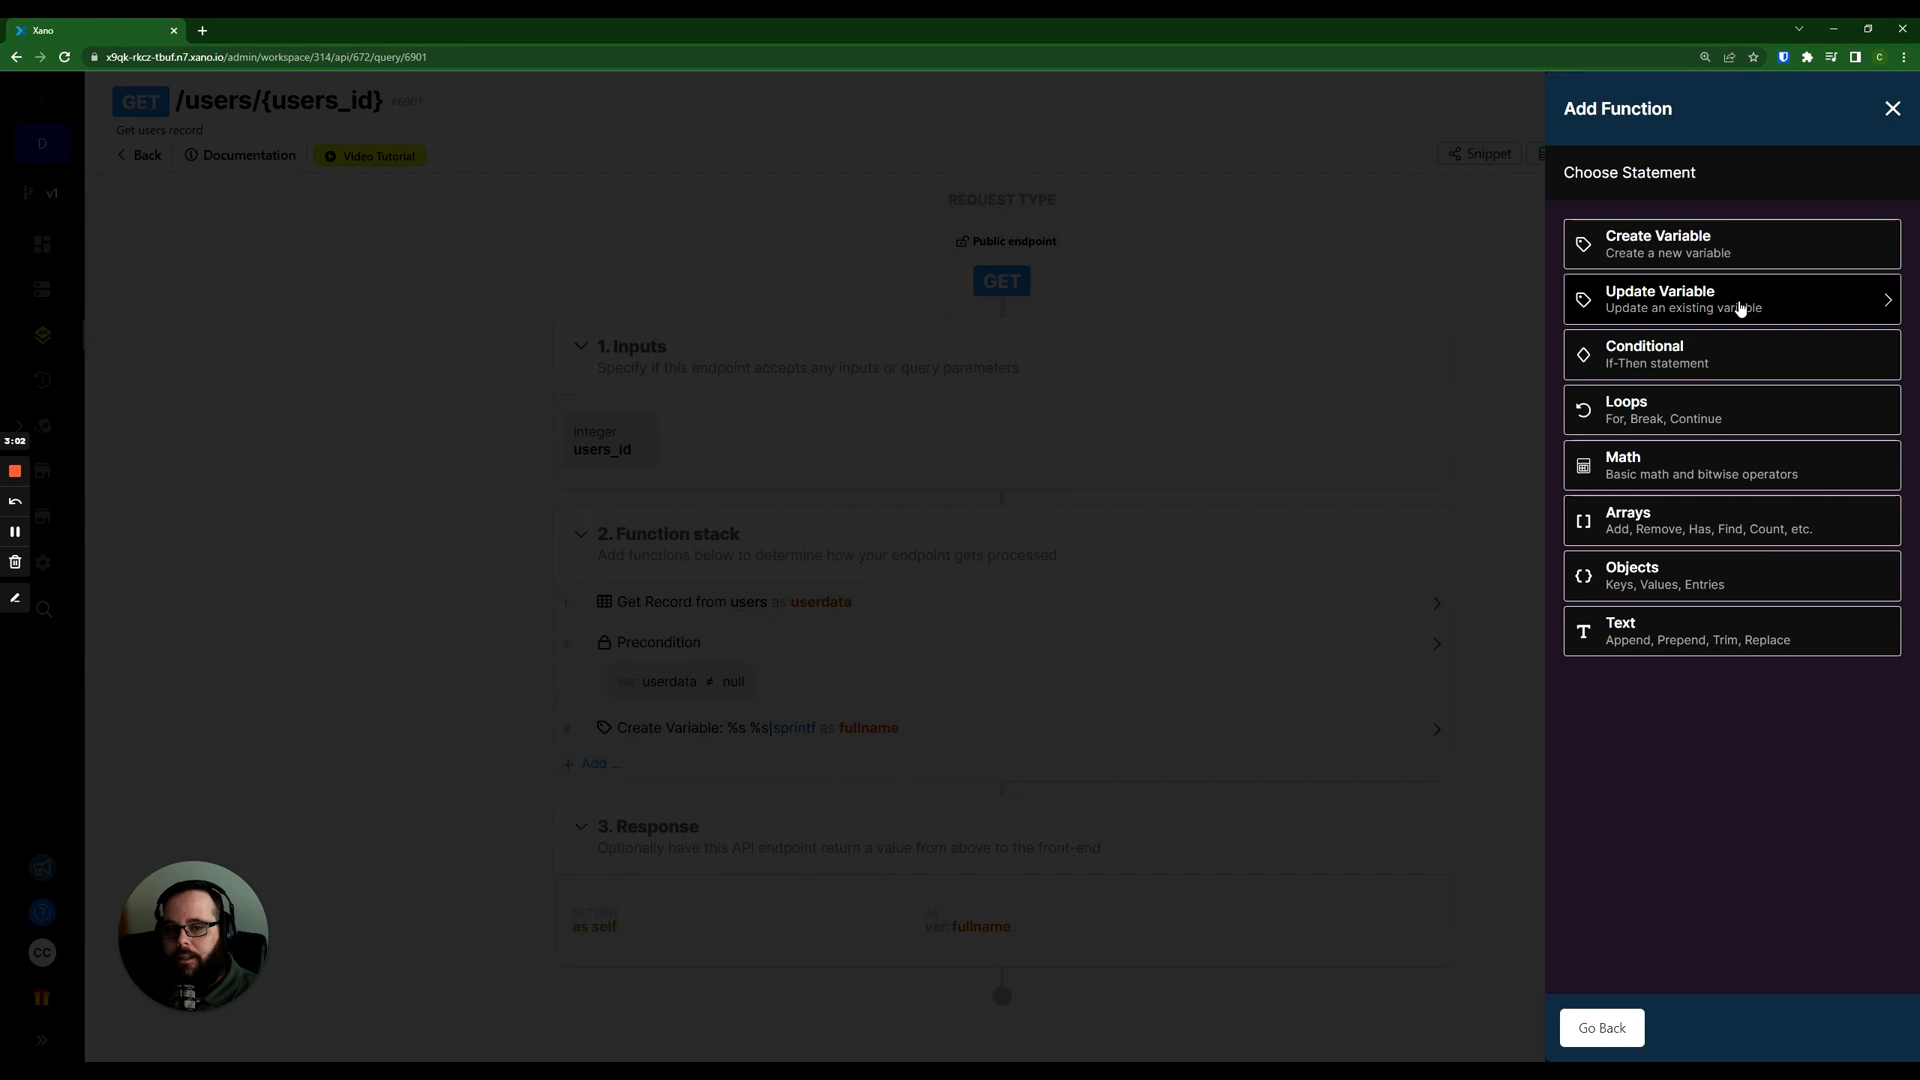 Xano
x9qk-rkcz-tbuf.n7.xano.io/admin/workspace/314/api/672/query/6901
C
GET /users/{users_id} #6901
Get users record
Back Documentation Video Tutorial
Snippet
D
v1
REQUEST TYPE
Public endpoint
GET
1. Inputs
Specify if this endpoint accepts any inputs or query parameters
integer
users_id
3:02
2. Function stack
Add functions below to determine how your endpoint gets processed
1. Get Record from users as userdata
2. Precondition
var: userdata ≠ null
3. Create Variable: %s %s|sprintf as fullname
+ Add ...
3. Response
Optionally have this API endpoint return a value from above to the front-end
RETURN AS
as self var: fullname
CC
Add Function
Choose Statement
Create Variable
Create a new variable
Update Variable
Update an existing variable
Conditional
If-Then statement
Loops
For, Break, Continue
Math
Basic math and bitwise operators
Arrays
Add, Remove, Has, Find, Count, etc.
Objects
Keys, Values, Entries
Text
Append, Prepend, Trim, Replace
Go Back